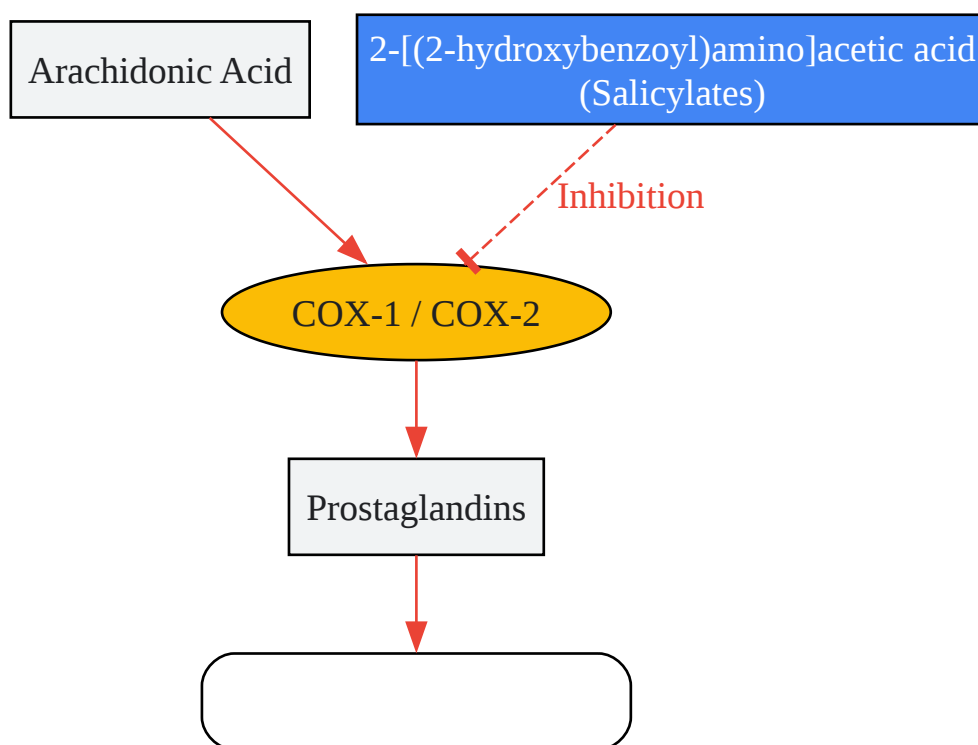 Arachidonic Acid
2-[(2-hydroxybenzoyl)amino]acetic acid
(Salicylates)
Inhibition
COX-1 / COX-2
Prostaglandins